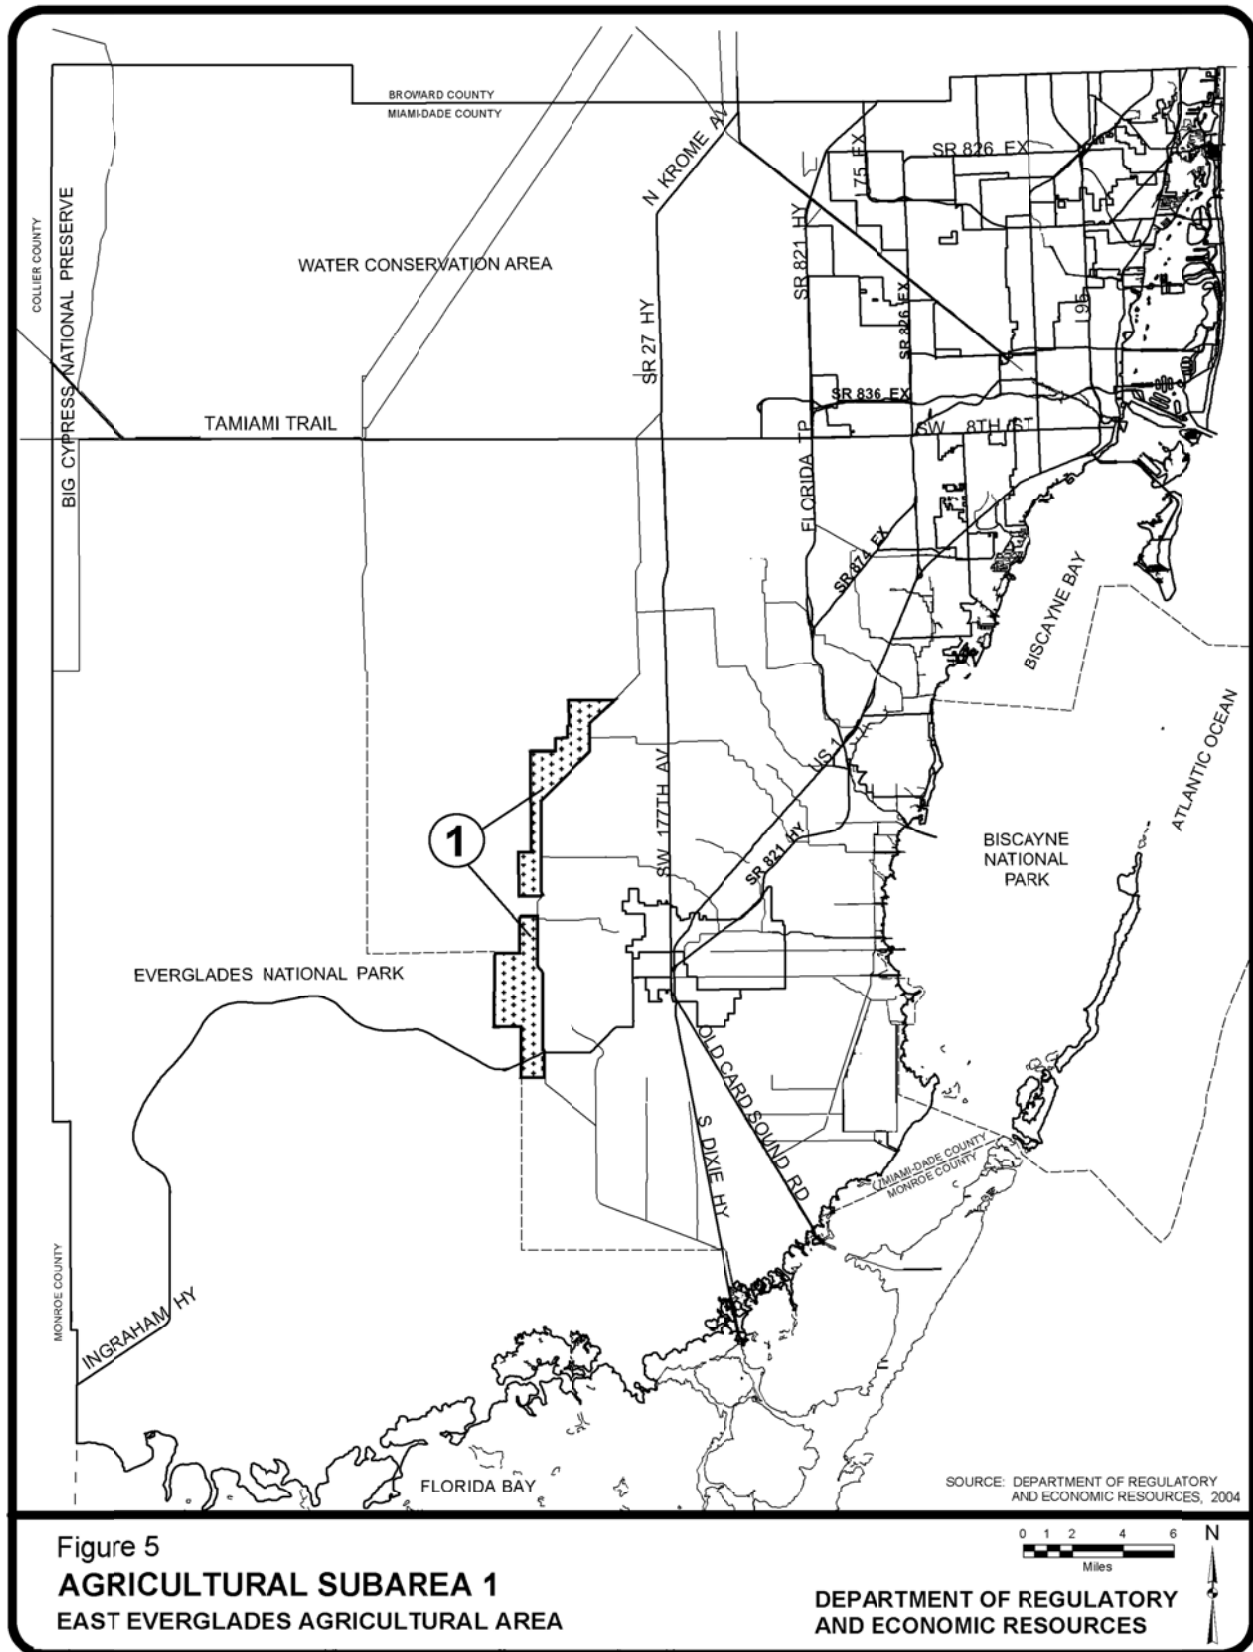 BROWARD COUNTY
MIAMI-DADE COUNTY
N KROME AV
SR 826 EX
I 75 EX
COLLIER COUNTY
BIG CYPRESS NATIONAL PRESERVE
WATER CONSERVATION AREA
SR 27 HY
SR 821 HY
SR 826 EX
I 95
SR 836 EX
TAMIAMI TRAIL
SW 8TH ST
FLORIDA TP
SR 874 EX
BISCAYNE BAY
ATLANTIC OCEAN
US 1
SW 177TH AV
SR 821 HY
1
BISCAYNE
NATIONAL
PARK
EVERGLADES NATIONAL PARK
OLD CARD SOUND RD
S DIXIE HY
MIAMI-DADE COUNTY
MONROE COUNTY
MONROE COUNTY
INGRAHAM HY
FLORIDA BAY
SOURCE: DEPARTMENT OF REGULATORY
AND ECONOMIC RESOURCES, 2004
Figure 5
AGRICULTURAL SUBAREA 1
EAST EVERGLADES AGRICULTURAL AREA
0 1 2 4 6
Miles
N
DEPARTMENT OF REGULATORY
AND ECONOMIC RESOURCES